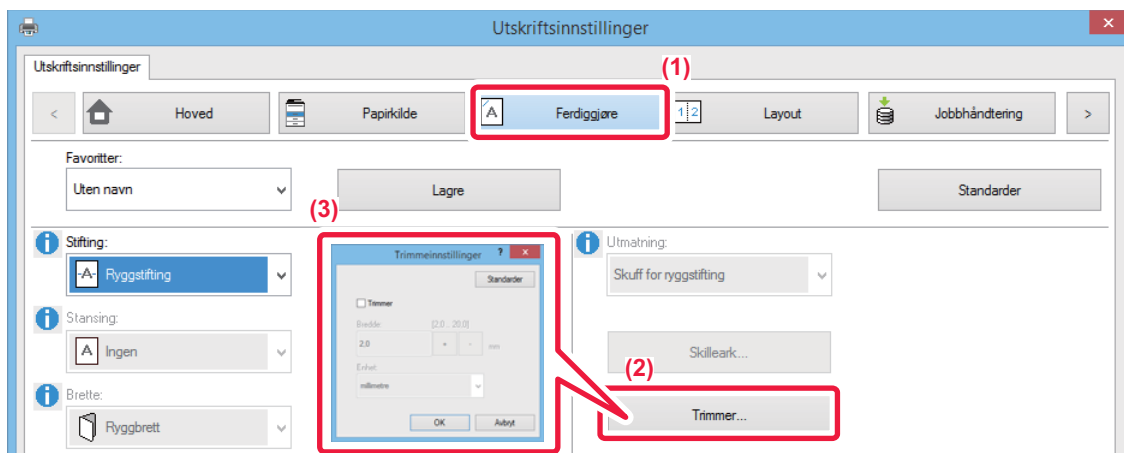 Utskriftsinnstillinger
Utskriftsinnstillinger
(1)
< Hoved Papirkilde A Ferdiggjøre 1 2 Layout Jobbhåndtering >
Favoritter:
Uten navn Lagre Standarder
(3)
Stifting:
-A- Ryggstifting
Stansing:
A Ingen
Brette:
Ryggbrett
Trimmeinnstillinger ?
Standarder
Trimmer
Bredde: [2.0 .. 20.0]
2.0 + - mm
Enhet:
millimetre
OK Avbryt
Utmatning:
Skuff for ryggstifting
Skilleark...
(2)
Trimmer...